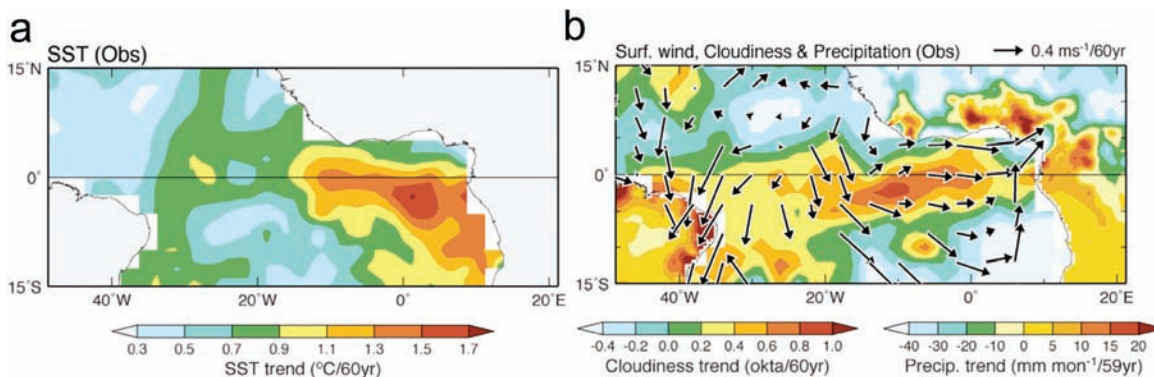 a
SST (Obs)
15°N
0°
15°S
40°W
20°W
0°
20°E
0.3 0.5 0.7 0.9 1.1 1.3 1.5 1.7
SST trend (°C/60yr)
b
Surf. wind, Cloudiness & Precipitation (Obs)
0.4 ms⁻¹/60yr
15°N
0°
15°S
40°W
20°W
0°
20°E
-0.4 -0.2 0.0 0.2 0.4 0.6 0.8 1.0
Cloudiness trend (okta/60yr)
-40 -30 -20 -10 0 5 10 15 20
Precip. trend (mm mon⁻¹/59yr)